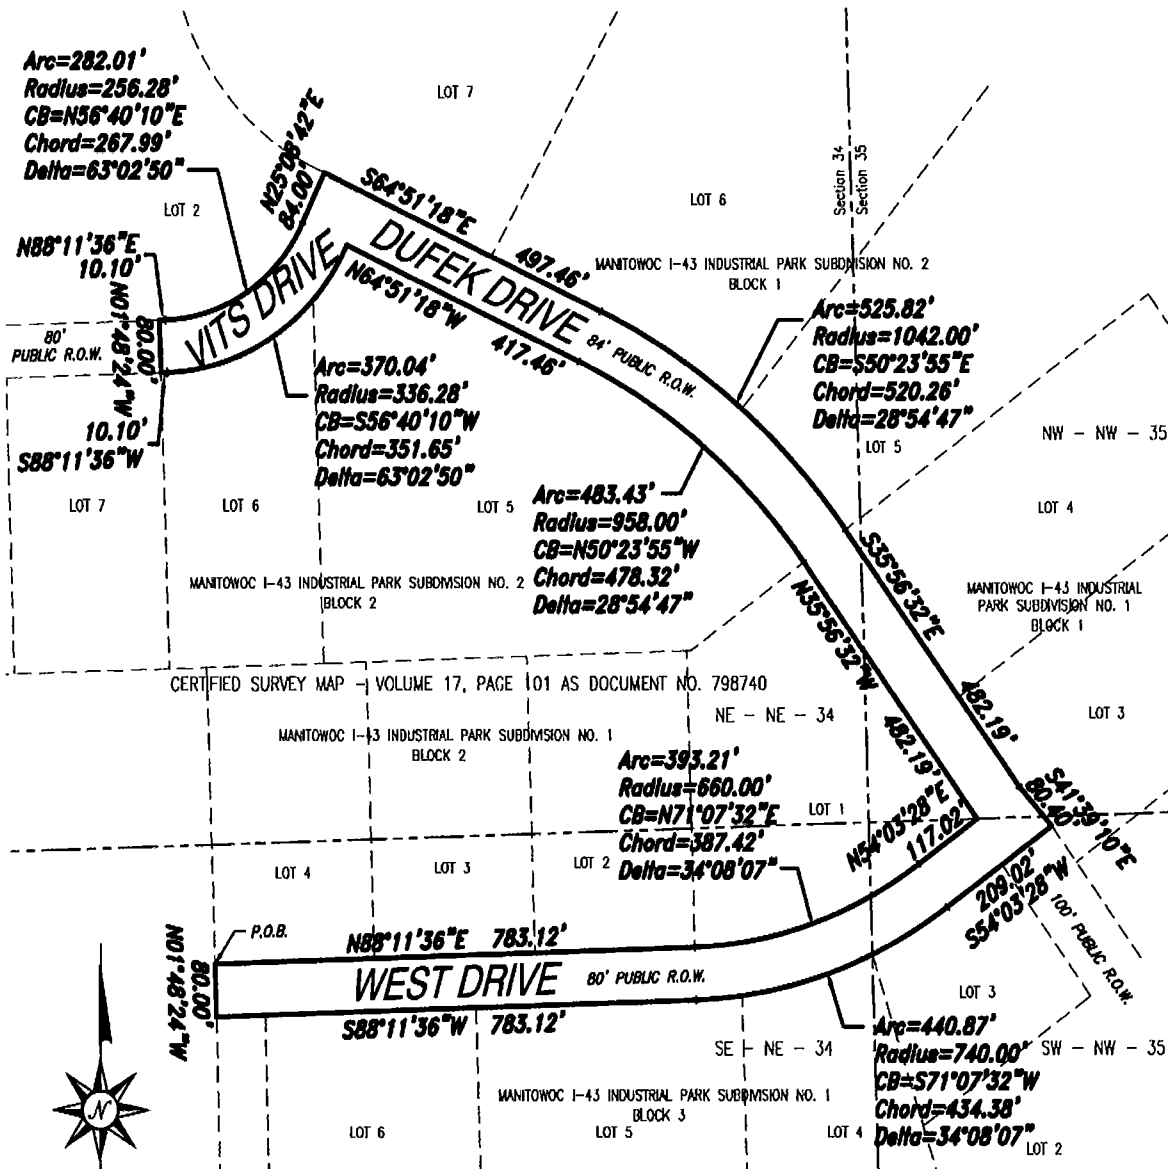 Arc=282.01'
Radius=256.28'
CB=N56°40'10"E
Chord=267.99'
Delta=63°02'50"
LOT 7
N25°08'42"E
84.00'
S64°51'18"E
497.46'
LOT 2
LOT 6
Section 34
Section 35
N88°11'36"E
10.10'
DUFEK DRIVE
84' PUBLIC R.O.W.
MANITOWOC I-43 INDUSTRIAL PARK SUBDIVISION NO. 2
BLOCK 1
N01°48'24"W
80.00'
80'
PUBLIC R.O.W.
VITS DRIVE
N64°51'18"W
417.46'
Arc=525.82'
Radius=1042.00'
CB=S50°23'55"E
Chord=520.26'
Delta=28°54'47"
Arc=370.04'
Radius=336.28'
CB=S56°40'10"W
Chord=351.65'
Delta=63°02'50"
10.10'
S88°11'36"W
LOT 5
NW - NW - 35
LOT 7
LOT 6
LOT 5
LOT 4
Arc=483.43'
Radius=958.00'
CB=N50°23'55"W
Chord=478.32'
Delta=28°54'47"
S35°56'32"E
482.19'
N35°56'32"W
482.19'
MANITOWOC I-43 INDUSTRIAL PARK SUBDIVISION NO. 2
BLOCK 2
MANITOWOC I-43 INDUSTRIAL
PARK SUBDIVISION NO. 1
BLOCK 1
CERTIFIED SURVEY MAP - VOLUME 17, PAGE 101 AS DOCUMENT NO. 798740
NE - NE - 34
LOT 3
MANITOWOC I-43 INDUSTRIAL PARK SUBDIVISION NO. 1
BLOCK 2
Arc=393.21'
Radius=660.00'
CB=N71°07'32"E
Chord=387.42'
Delta=34°08'07"
LOT 1
N54°03'28"E
117.02'
S41°39'10"E
80.40'
LOT 4
LOT 3
LOT 2
209.02'
S54°03'28"W
100' PUBLIC R.O.W.
P.O.B.
N88°11'36"E 783.12'
N01°48'24"W
80.00'
WEST DRIVE
80' PUBLIC R.O.W.
S88°11'36"W 783.12'
LOT 3
SE - NE - 34
SW - NW - 35
Arc=440.87'
Radius=740.00'
CB=S71°07'32"W
Chord=434.38'
Delta=34°08'07"
MANITOWOC I-43 INDUSTRIAL PARK SUBDIVISION NO. 1
BLOCK 3
N
LOT 6
LOT 5
LOT 4
LOT 2